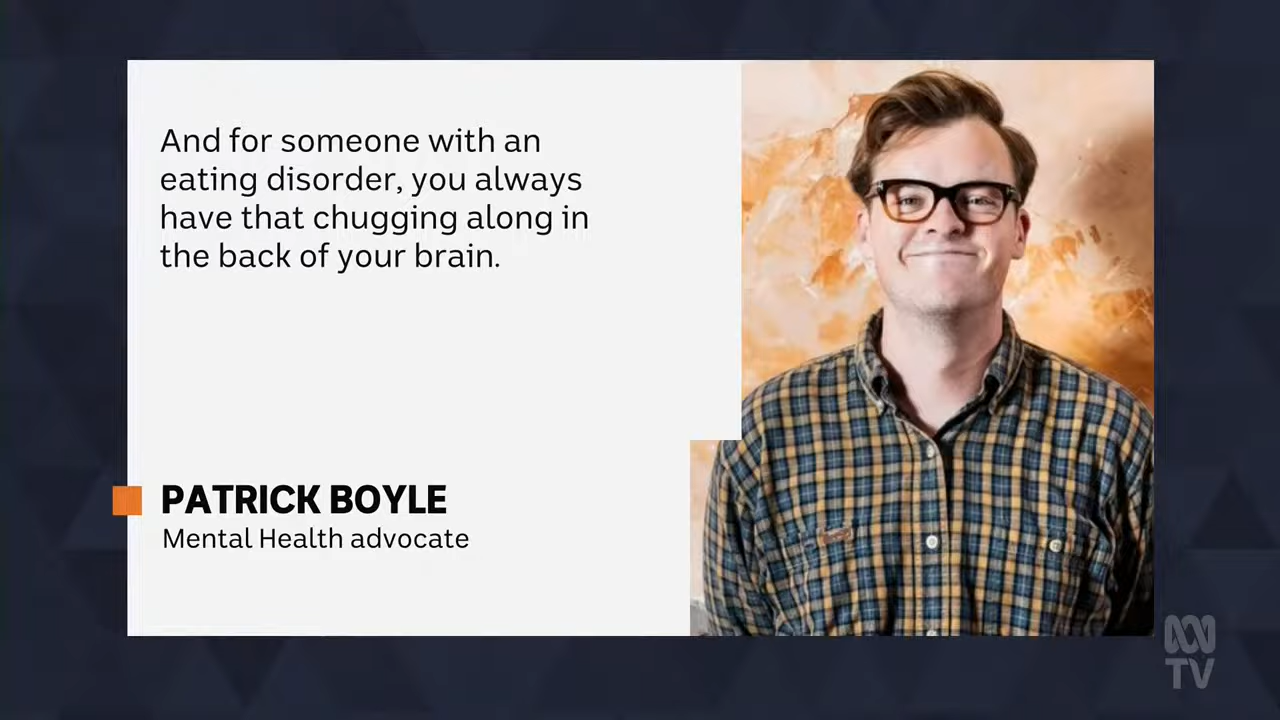 And for someone with an
eating disorder, you always
have that chugging along in
the back of your brain.
PATRICK BOYLE
Mental Health advocate
TV